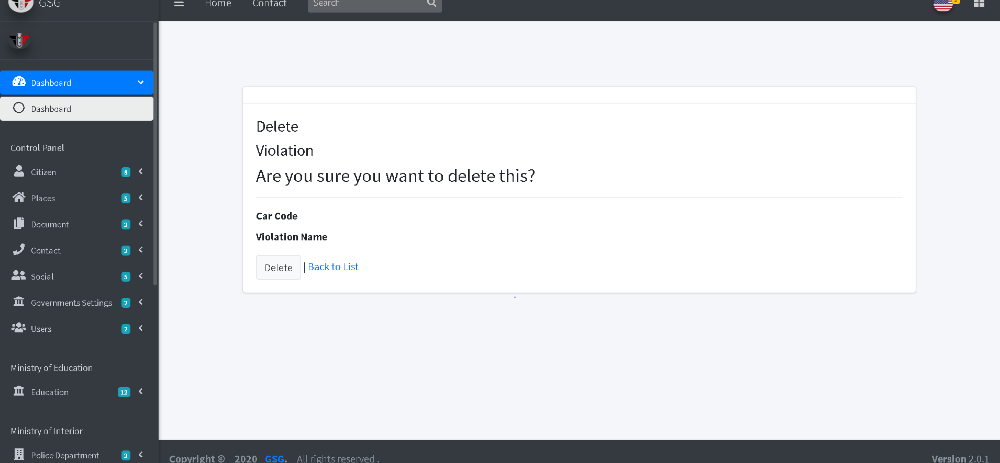 GSG
Home Contact Search 2
Dashboard
Dashboard
Control Panel
Citizen 8
Places 5
Document 2
Contact 2
Social 5
Governments Settings 2
Users 2
Ministry of Education
Education 12
Ministry of Interior
Police Department 2
Delete
Violation
Are you sure you want to delete this?
Car Code
Violation Name
Delete | Back to List
Copyright © 2020 GSG. All rights reserved .
Version 2.0.1